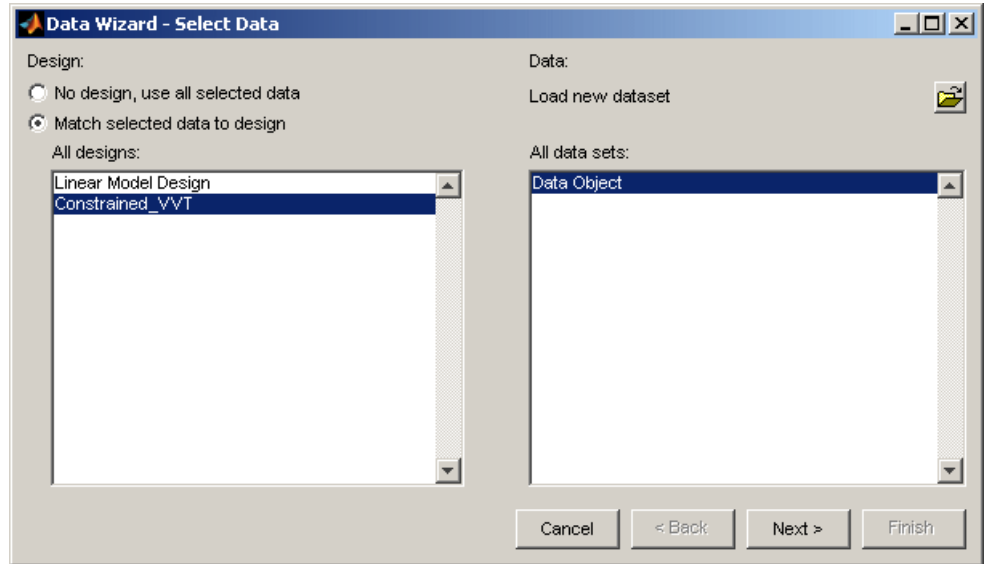 Data Wizard - Select Data
Design:
No design, use all selected data
Match selected data to design
All designs:
Linear Model Design
Constrained_VVT
Data:
Load new dataset
All data sets:
Data Object
Cancel
< Back
Next >
Finish